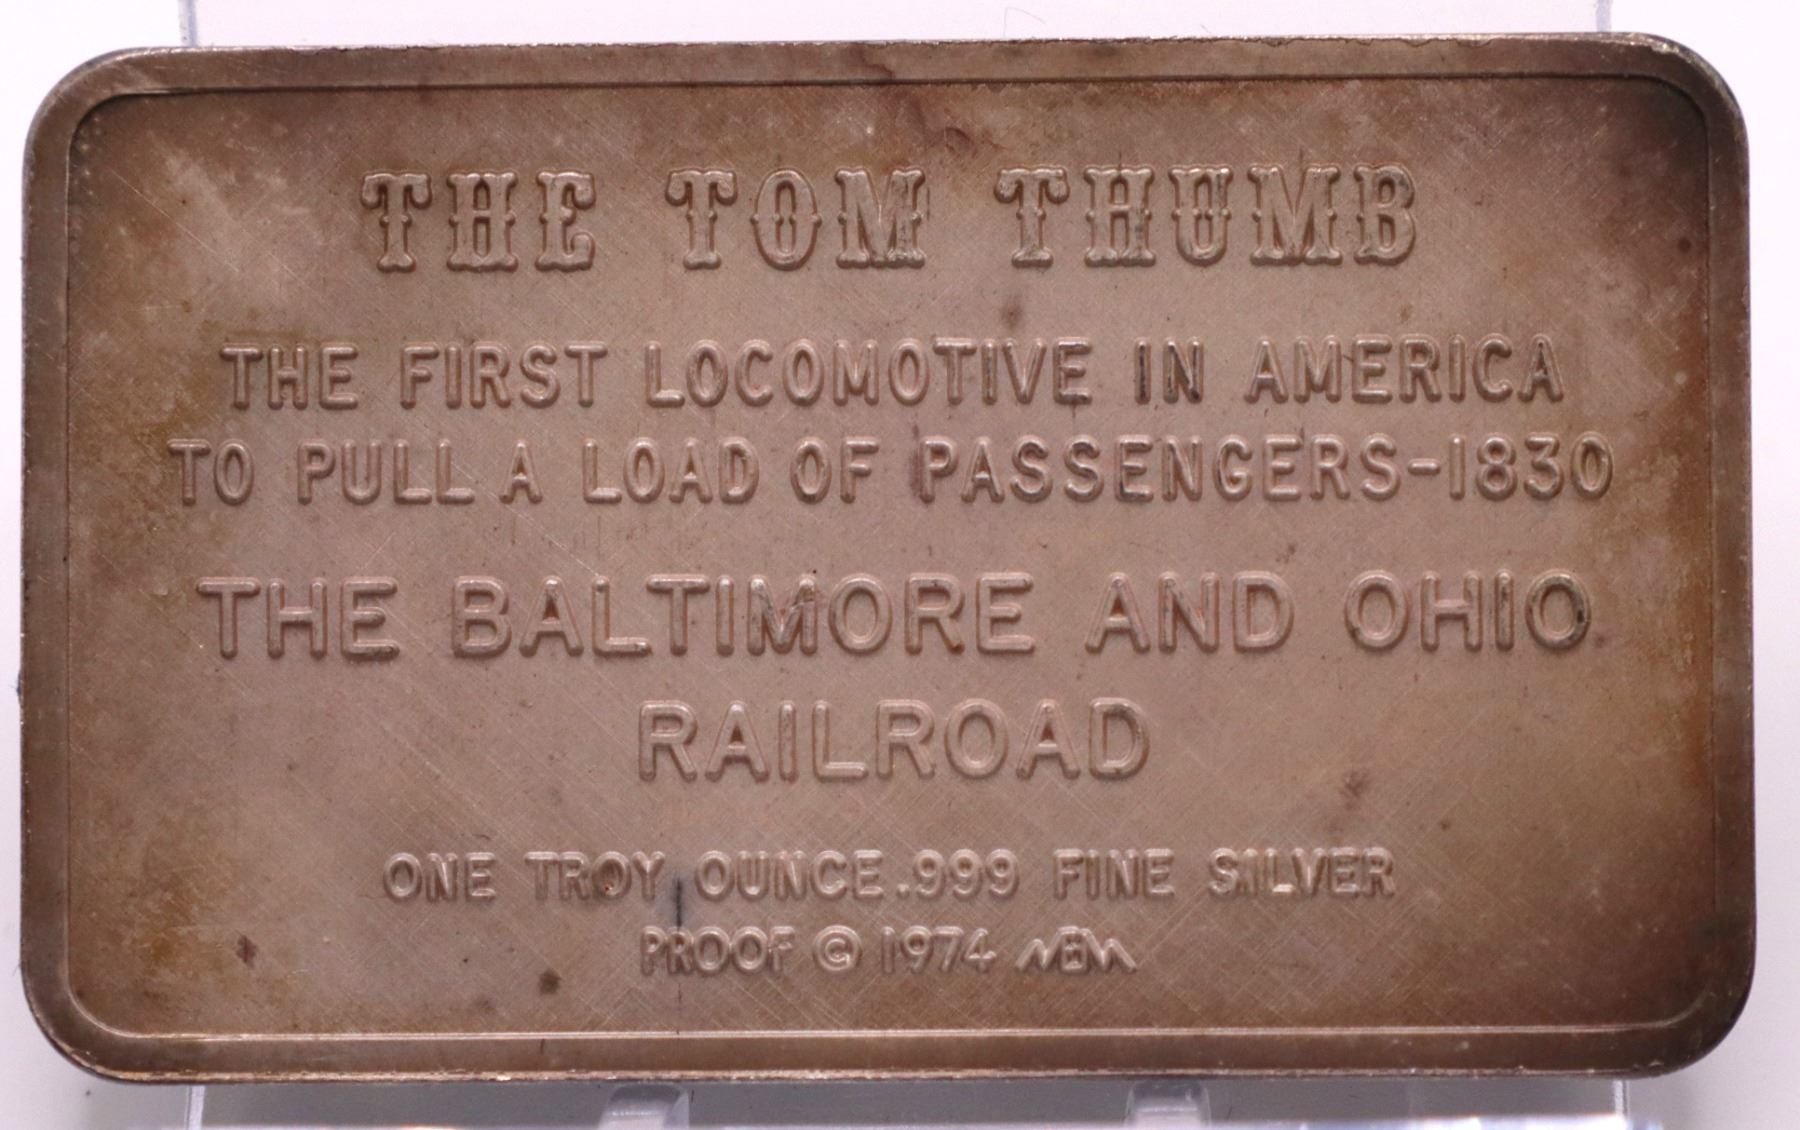 THE TOM THUMB
THE FIRST LOCOMOTIVE IN AMERICA
TO PULL A LOAD OF PASSENGERS-1830
THE BALTIMORE AND OHIO
RAILROAD
ONE TROY OUNCE .999 FINE SILVER
PROOF © 1974